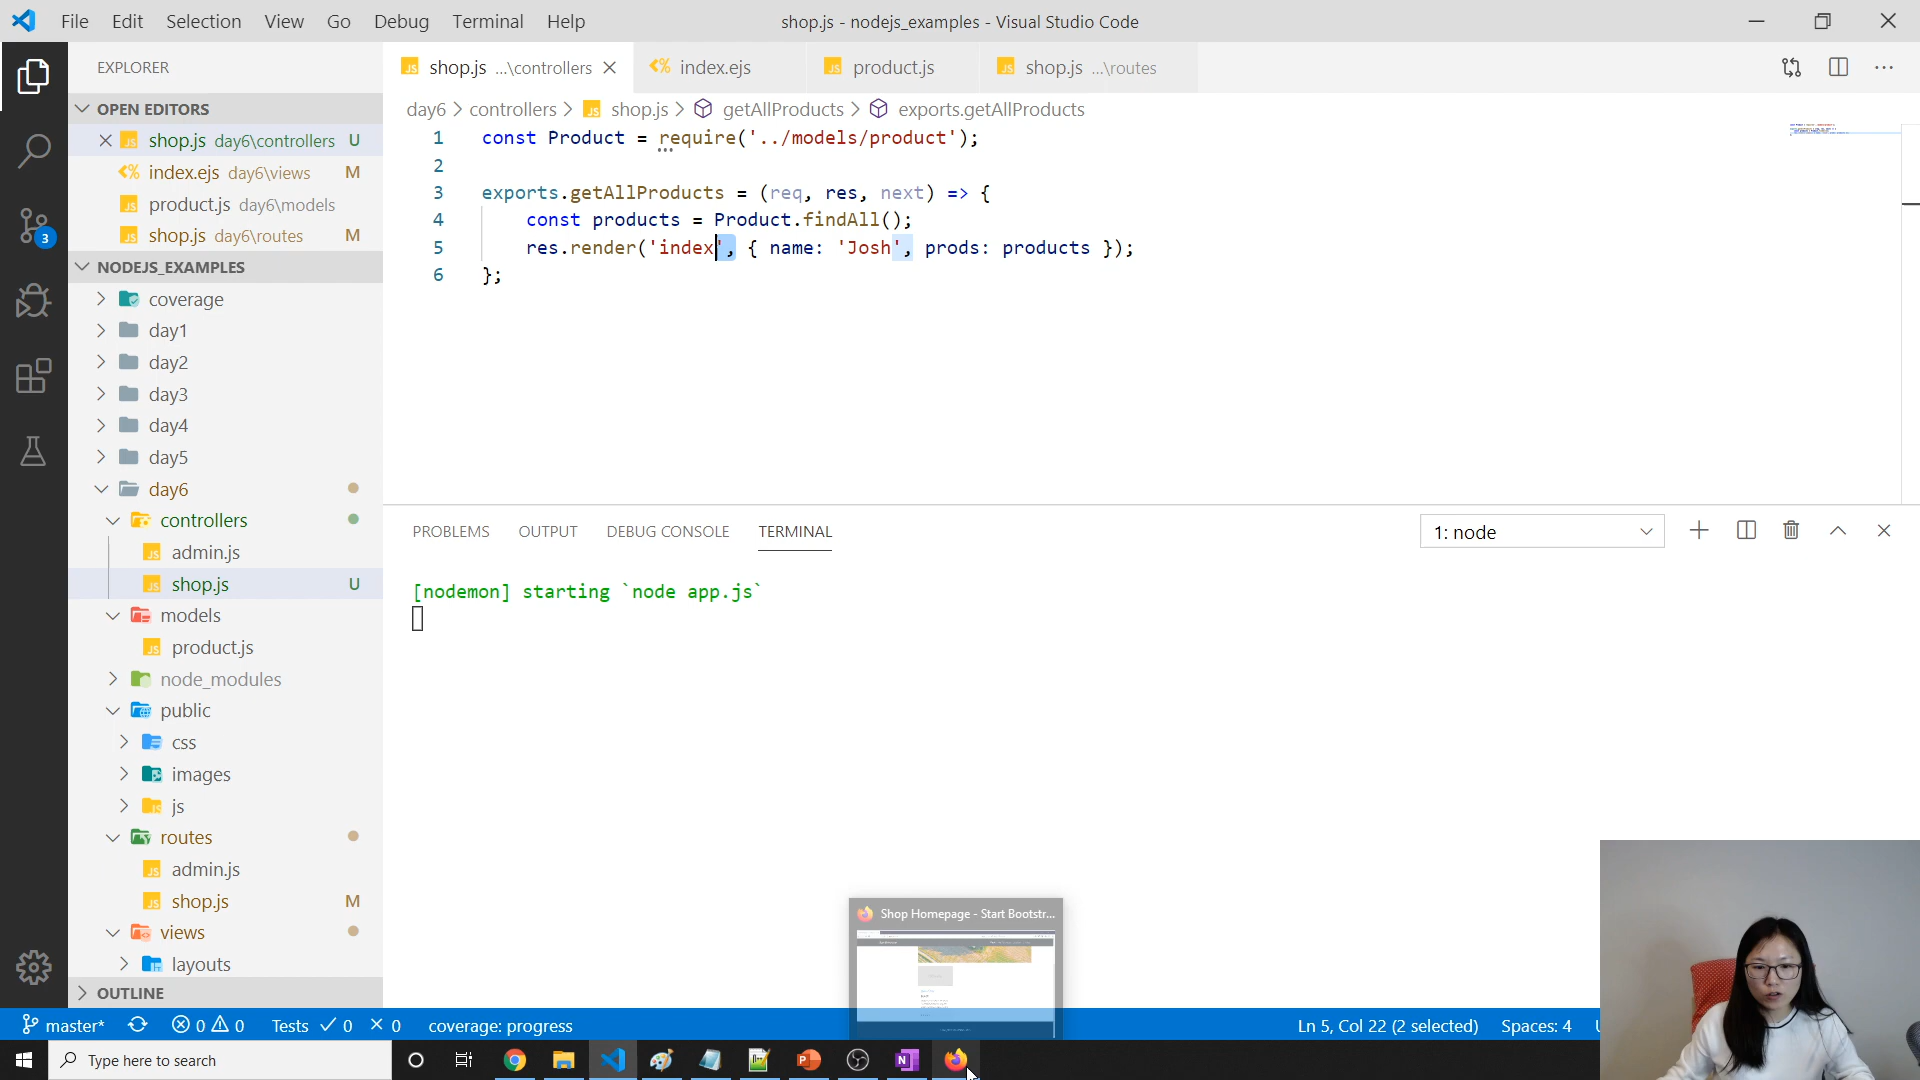 File Edit Selection View Go Debug Terminal Help
shop.js - nodejs_examples - Visual Studio Code
EXPLORER
shop.js ...\controllers
index.ejs
product.js
shop.js ...\routes
OPEN EDITORS
day6 > controllers > shop.js > getAllProducts > exports.getAllProducts
shop.js day6\controllers U
index.ejs day6\views M
product.js day6\models
shop.js day6\routes M
1 const Product = require('../models/product');
2
3 exports.getAllProducts = (req, res, next) => {
4 const products = Product.findAll();
5 res.render('index', { name: 'Josh', prods: products });
6 };
NODEJS_EXAMPLES
coverage
day1
day2
day3
day4
day5
day6
controllers
admin.js
shop.js U
models
product.js
node_modules
public
css
images
js
routes
admin.js
shop.js M
views
layouts
OUTLINE
3
PROBLEMS OUTPUT DEBUG CONSOLE TERMINAL
1: node
[nodemon] starting `node app.js`
Shop Homepage - Start Bootstr...
master* 0 0 Tests 0 0 coverage: progress
Ln 5, Col 22 (2 selected) Spaces: 4
Type here to search